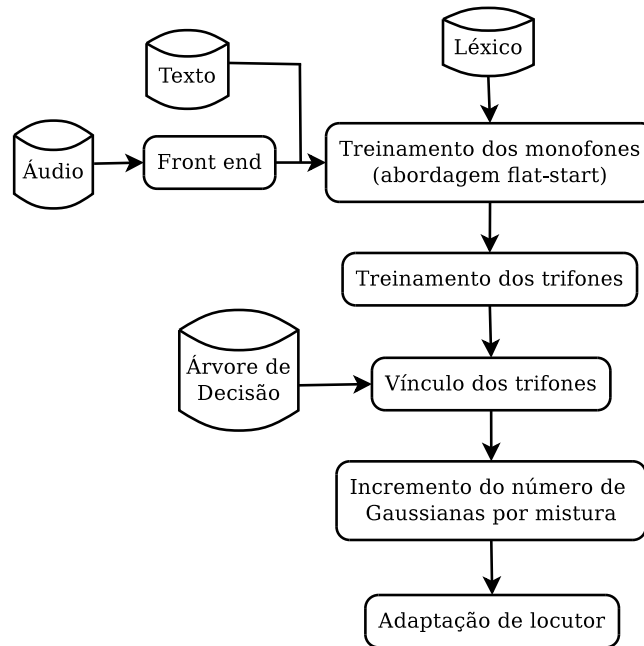 Léxico
Texto
Áudio
Front end
Treinamento dos monofones
(abordagem flat-start)
Treinamento dos trifones
Árvore de
Decisão
Vínculo dos trifones
Incremento do número de
Gaussianas por mistura
Adaptação de locutor